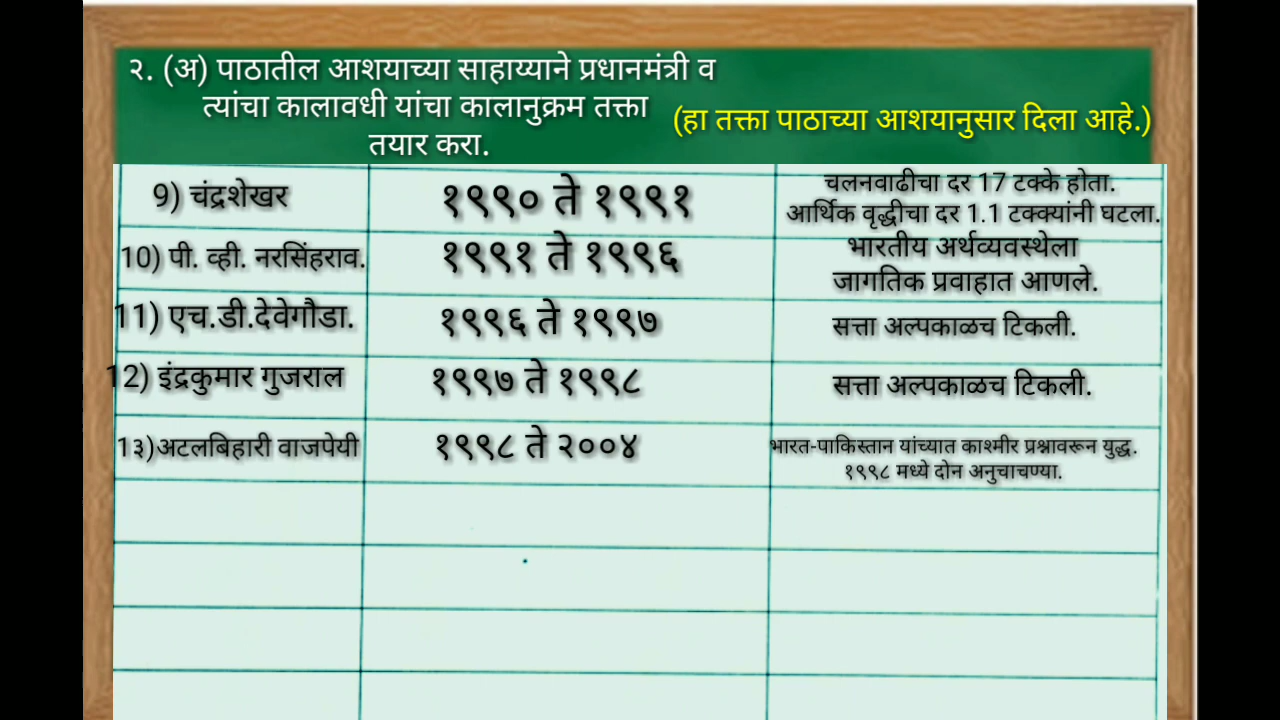 २. (अ) पाठातील आशयाच्या साहाय्याने प्रधानमंत्री व
त्यांचा कालावधी यांचा कालानुक्रम तक्ता
तयार करा.
(हा तक्ता पाठाच्या आशयानुसार दिला आहे.)
9) चंद्रशेखर
१९९० ते १९९१
चलनवाढीचा दर 17 टक्के होता.
आर्थिक वृद्धीचा दर 1.1 टक्क्यांनी घटला.
10) पी. व्ही. नरसिंहराव.
१९९१ ते १९९६
भारतीय अर्थव्यवस्थेला
जागतिक प्रवाहात आणले.
11) एच.डी.देवेगौडा.
१९९६ ते १९९७
सत्ता अल्पकाळच टिकली.
12) इंद्रकुमार गुजराल
१९९७ ते १९९८
सत्ता अल्पकाळच टिकली.
1३)अटलबिहारी वाजपेयी
१९९८ ते २००४
भारत-पाकिस्तान यांच्यात काश्मीर प्रश्नावरून युद्ध.
१९९८ मध्ये दोन अनुचाचण्या.